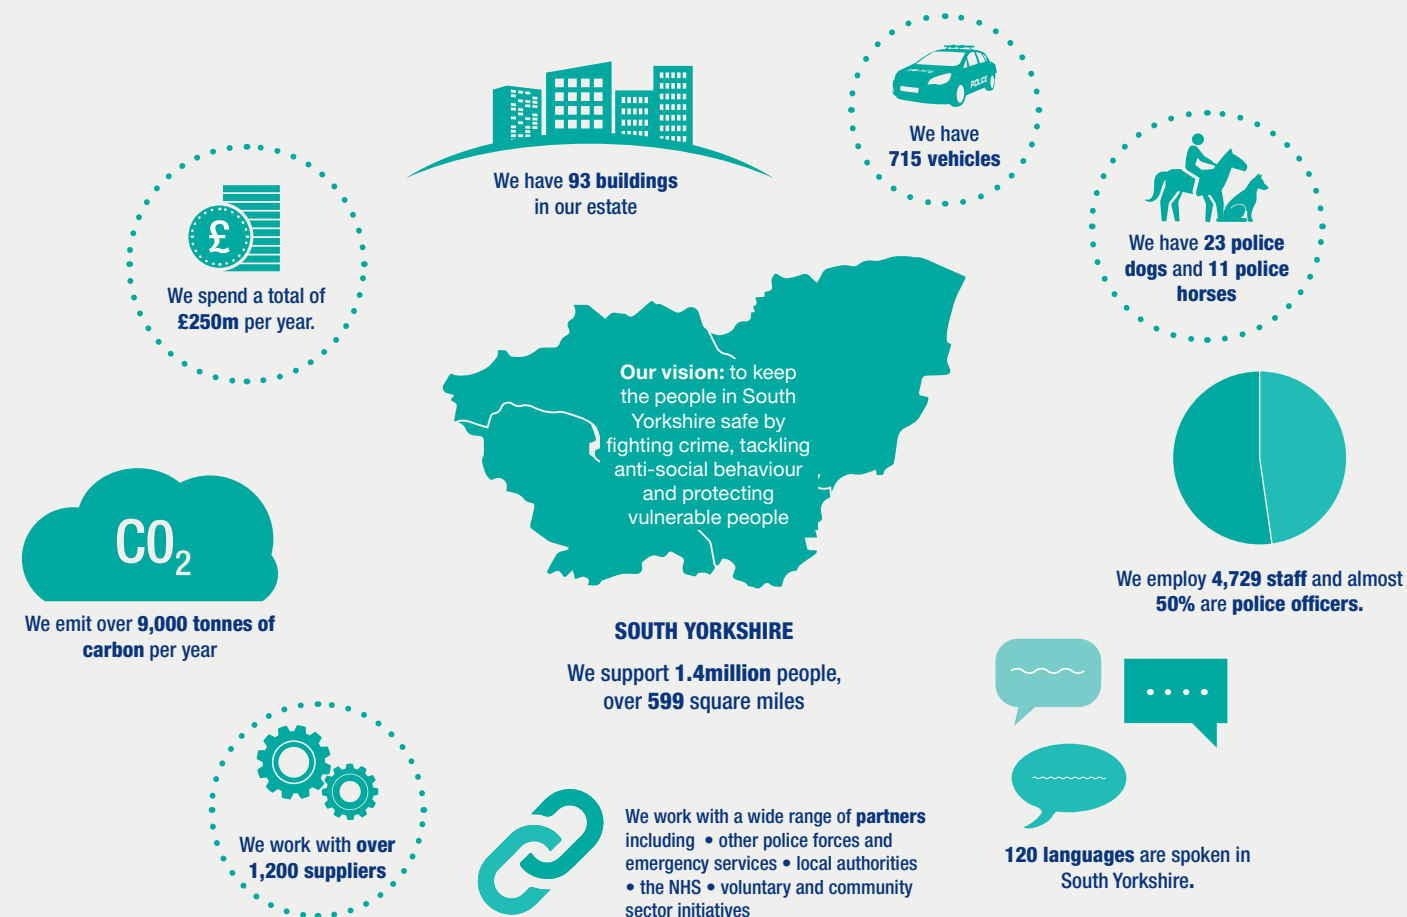 We have 93 buildings
in our estate
POLICE
POLICE
We have
715 vehicles
£
We spend a total of
£250m per year.
We have 23 police
dogs and 11 police
horses
Our vision: to keep
the people in South
Yorkshire safe by
fighting crime, tackling
anti-social behaviour
and protecting
vulnerable people
CO2
We emit over 9,000 tonnes of
carbon per year
We employ 4,729 staff and almost
50% are police officers.
SOUTH YORKSHIRE
We support 1.4million people,
over 599 square miles
We work with over
1,200 suppliers
We work with a wide range of partners
including • other police forces and
emergency services • local authorities
• the NHS • voluntary and community
sector initiatives
120 languages are spoken in
South Yorkshire.